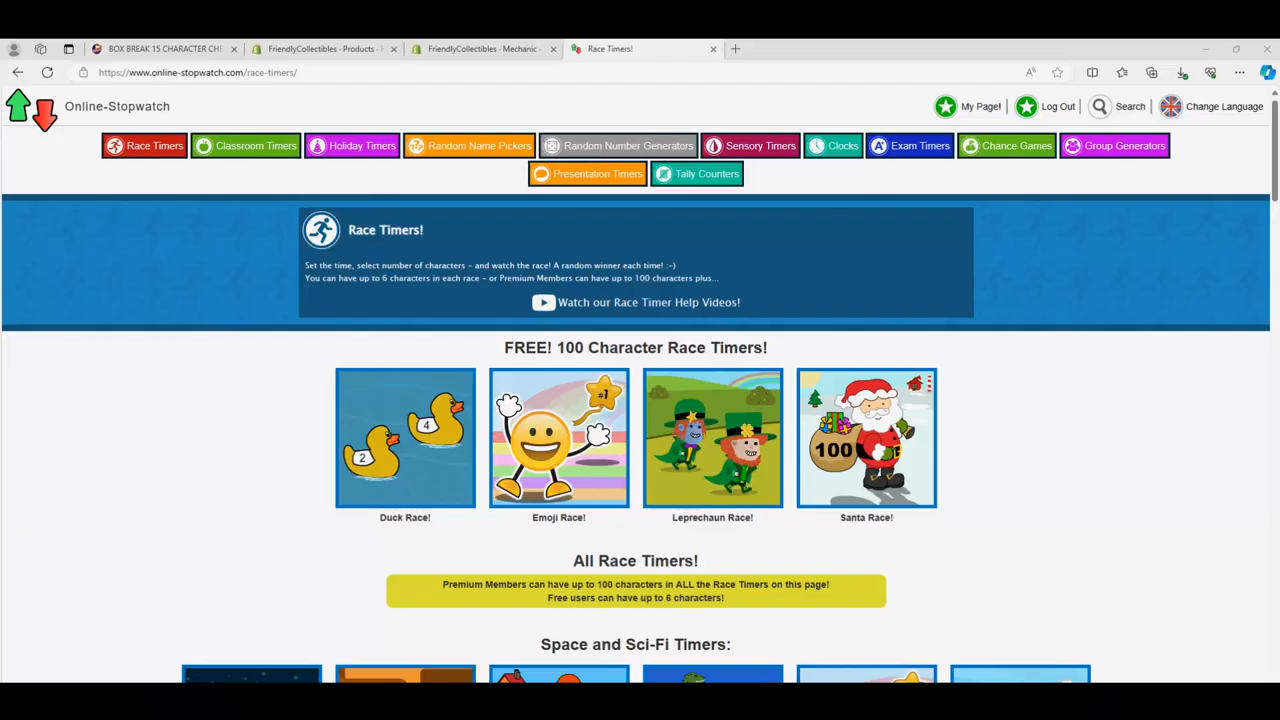 BOX BREAK 15 CHARACTER CHE
FriendlyCollectibles - Products -
FriendlyCollectibles - Mechanic -
Race Timers!
https://www.online-stopwatch.com/race-timers/
Online-Stopwatch
My Page! | Log Out | Search | Change Language
Race Timers
Classroom Timers
Holiday Timers
Random Name Pickers
Random Number Generators
Sensory Timers
Clocks
Exam Timers
Chance Games
Group Generators
Presentation Timers
Tally Counters
Race Timers!
Set the time, select number of characters - and watch the race! A random winner each time! :-)
You can have up to 6 characters in each race - or Premium Members can have up to 100 characters plus...
Watch our Race Timer Help Videos!
FREE! 100 Character Race Timers!
2
4
#1
100
Duck Race!
Emoji Race!
Leprechaun Race!
Santa Race!
All Race Timers!
Premium Members can have up to 100 characters in ALL the Race Timers on this page!
Free users can have up to 6 characters!
Space and Sci-Fi Timers: